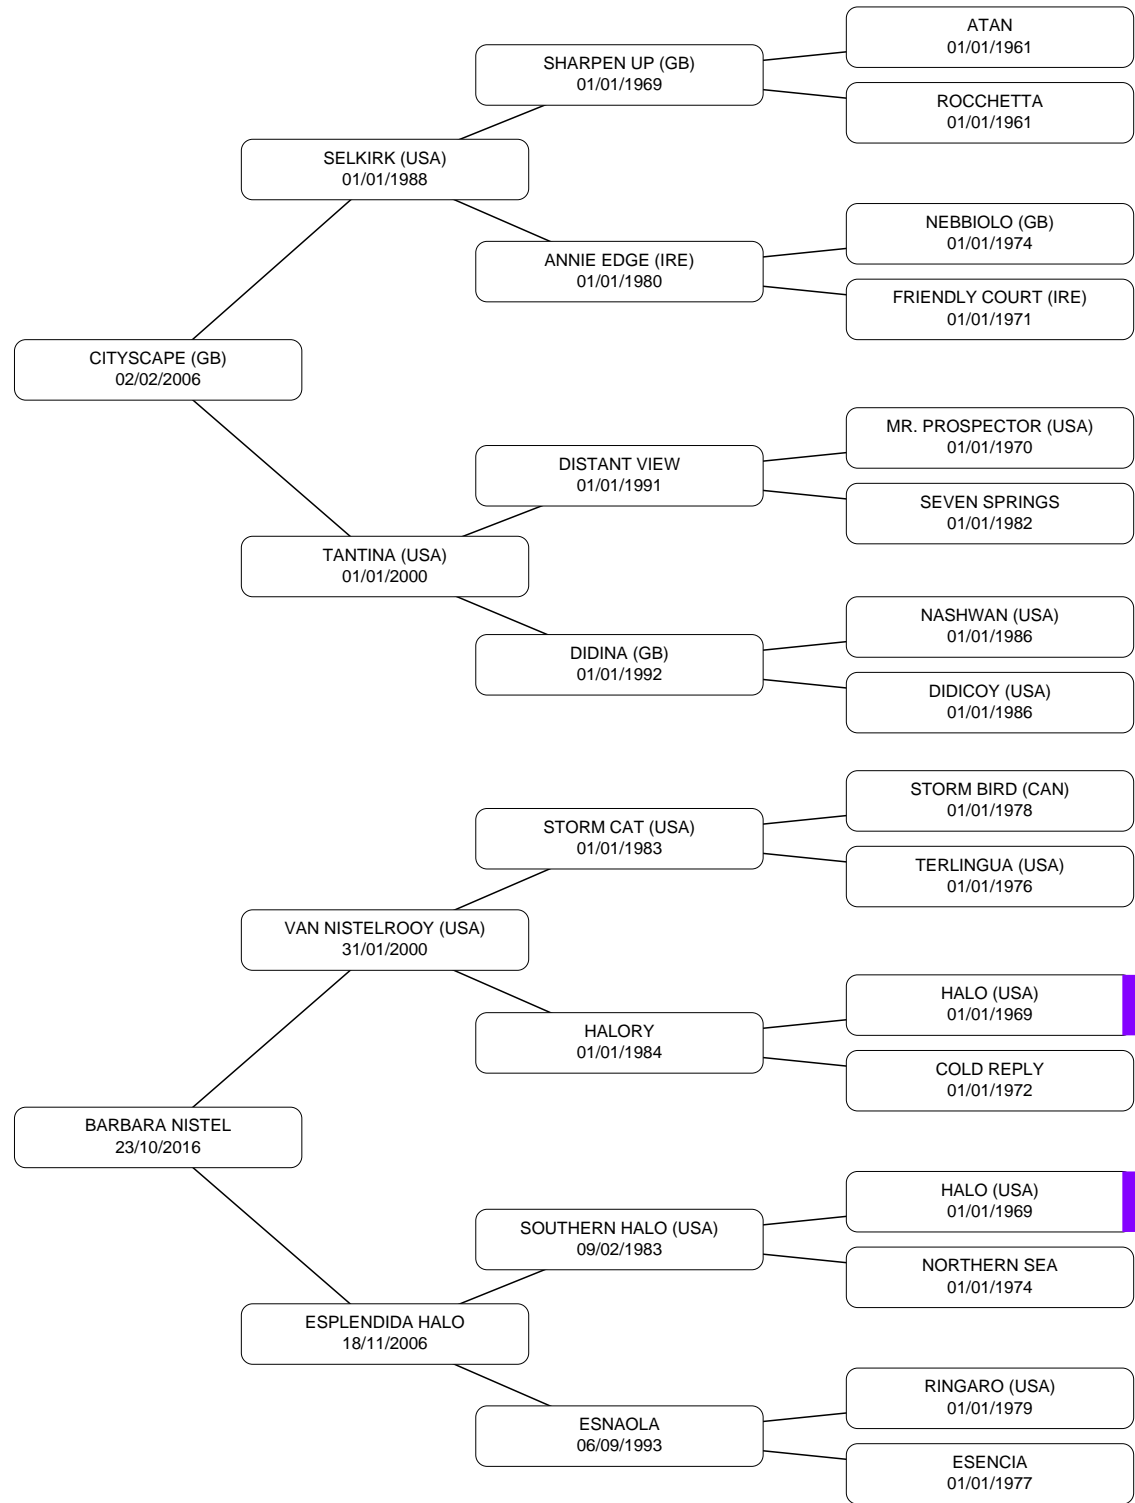 ATAN
01/01/1961
SHARPEN UP (GB)
01/01/1969
ROCCHETTA
01/01/1961
SELKIRK (USA)
01/01/1988
NEBBIOLO (GB)
01/01/1974
ANNIE EDGE (IRE)
01/01/1980
FRIENDLY COURT (IRE)
01/01/1971
CITYSCAPE (GB)
02/02/2006
MR. PROSPECTOR (USA)
01/01/1970
DISTANT VIEW
01/01/1991
SEVEN SPRINGS
01/01/1982
TANTINA (USA)
01/01/2000
NASHWAN (USA)
01/01/1986
DIDINA (GB)
01/01/1992
DIDICOY (USA)
01/01/1986
STORM BIRD (CAN)
01/01/1978
STORM CAT (USA)
01/01/1983
TERLINGUA (USA)
01/01/1976
VAN NISTELROOY (USA)
31/01/2000
HALO (USA)
01/01/1969
HALORY
01/01/1984
COLD REPLY
01/01/1972
BARBARA NISTEL
23/10/2016
HALO (USA)
01/01/1969
SOUTHERN HALO (USA)
09/02/1983
NORTHERN SEA
01/01/1974
ESPLENDIDA HALO
18/11/2006
RINGARO (USA)
01/01/1979
ESNAOLA
06/09/1993
ESENCIA
01/01/1977